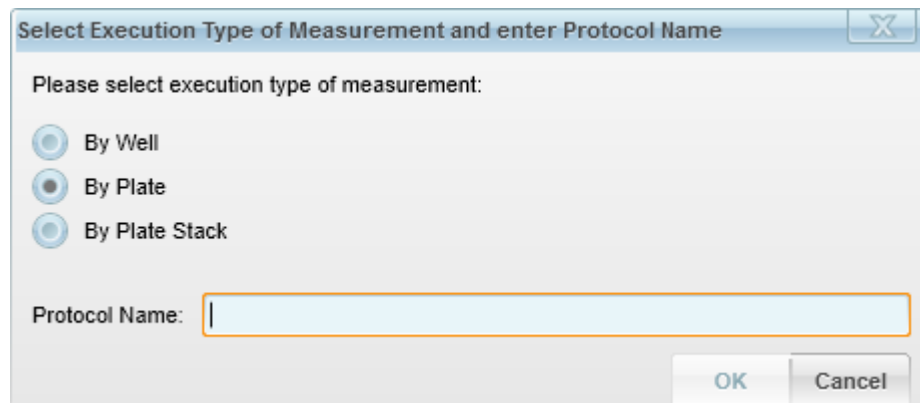 Select Execution Type of Measurement and enter Protocol Name
Please select execution type of measurement:
By Well
By Plate
By Plate Stack
Protocol Name:
OK Cancel